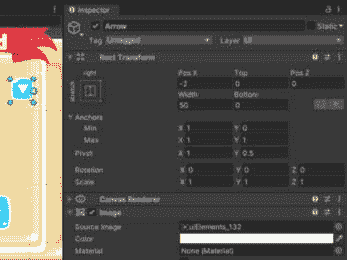 Inspector
Arrow
Static
Tag Untagged Layer UI
Rect Transform
right Pos X Top Pos Z
stretch -2 0 0
Width Bottom
50 0
Anchors
Min X 1 Y 0
Max X 1 Y 1
Pivot X 1 Y 0.5
Rotation X 0 Y 0 Z 0
Scale X 1 Y 1 Z 1
Canvas Renderer
Image
Source Image uiElements_132
Color
Material None (Material)